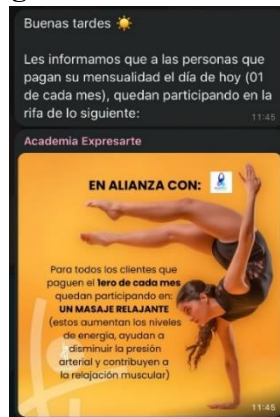 Buenas tardes ☀️
Les informamos que a las personas que
pagan su mensualidad el día de hoy (01
de cada mes), quedan participando en la
rifa de lo siguiente:
11:45
Academia Expresarte
EN ALIANZA CON:
Para todos los clientes que
paguen el 1ero de cada mes
quedan participando en:
UN MASAJE RELAJANTE
(estos aumentan los niveles
de energía, ayudan a
disminuir la presión
arterial y contribuyen a
la relajación muscular)
11:45